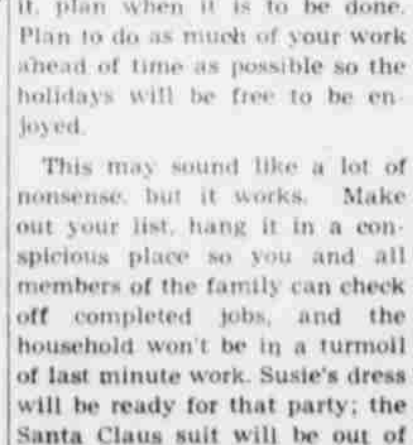 it, plan when it is to be done.
Plan to do as much of your work
ahead of time as possible so the
holidays will be free to be en-
joyed.
This may sound like a lot of
nonsense, but it works. Make
out your list, hang it in a con-
spicious place so you and all
members of the family can check
off completed jobs, and the
household won't be in a turmoil
of last minute work. Susie's dress
will be ready for that party; the
Santa Claus suit will be out of